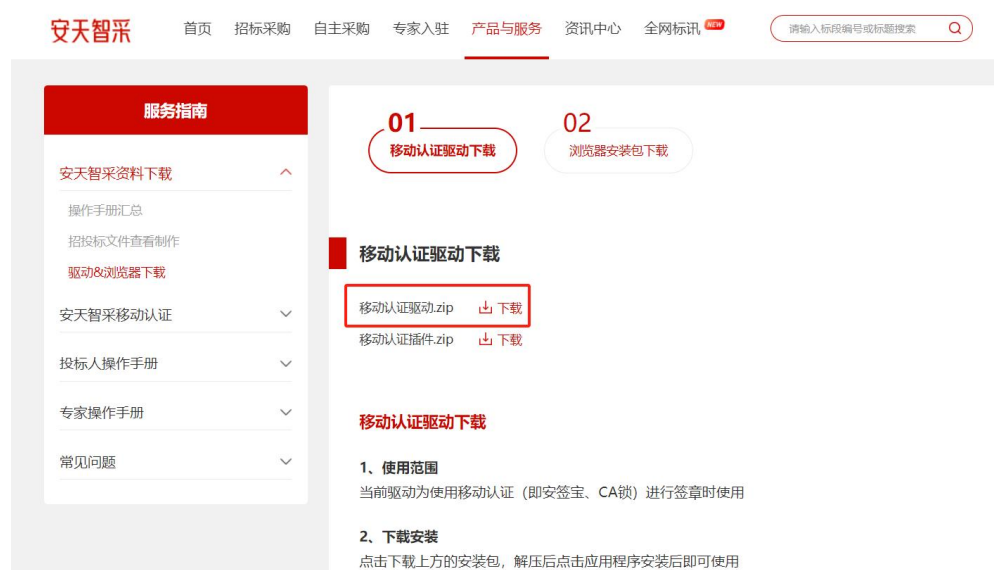 安天智采 首页 招标采购 自主采购 专家入驻 产品与服务 资讯中心 全网标讯 NEW 请输入标段编号或标题搜索
服务指南
安天智采资料下载
操作手册汇总
招投标文件查看制作
驱动&浏览器下载
安天智采移动认证
投标人操作手册
专家操作手册
常见问题
01
移动认证驱动下载
02
浏览器安装包下载
移动认证驱动下载
移动认证驱动.zip 下载
移动认证插件.zip 下载
移动认证驱动下载
1、使用范围
当前驱动为使用移动认证（即安签宝、CA锁）进行签章时使用
2、下载安装
点击下载上方的安装包，解压后点击应用程序安装后即可使用